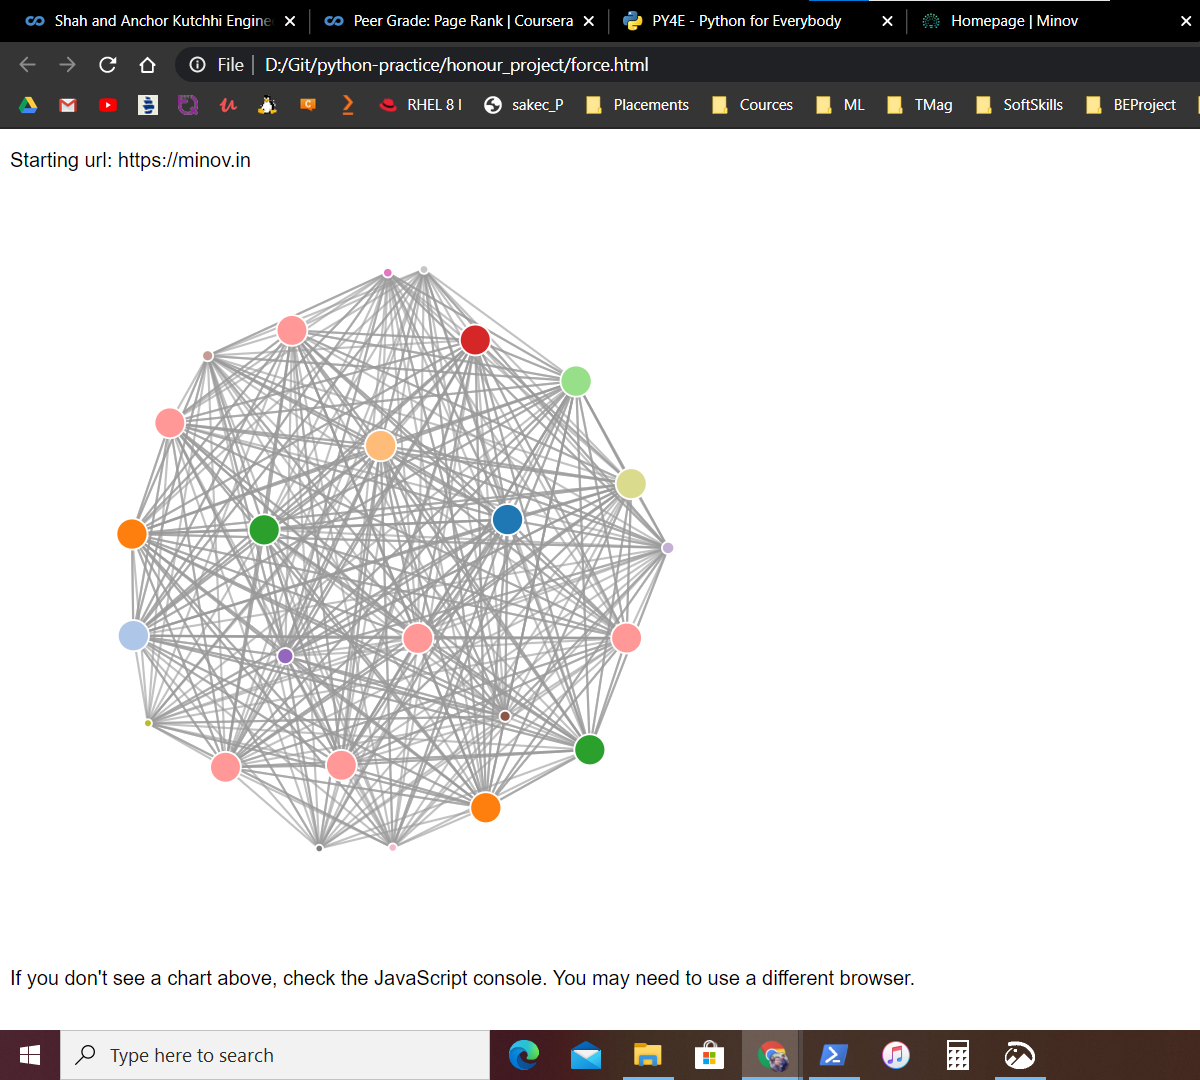 Shah and Anchor Kutchhi Engine
Peer Grade: Page Rank | Coursera
PY4E - Python for Everybody
Homepage | Minov
File | D:/Git/python-practice/honour_project/force.html
RHEL 8 I
sakec_P
Placements
Cources
ML
TMag
SoftSkills
BEProject
Starting url: https://minov.in
If you don't see a chart above, check the JavaScript console. You may need to use a different browser.
Type here to search